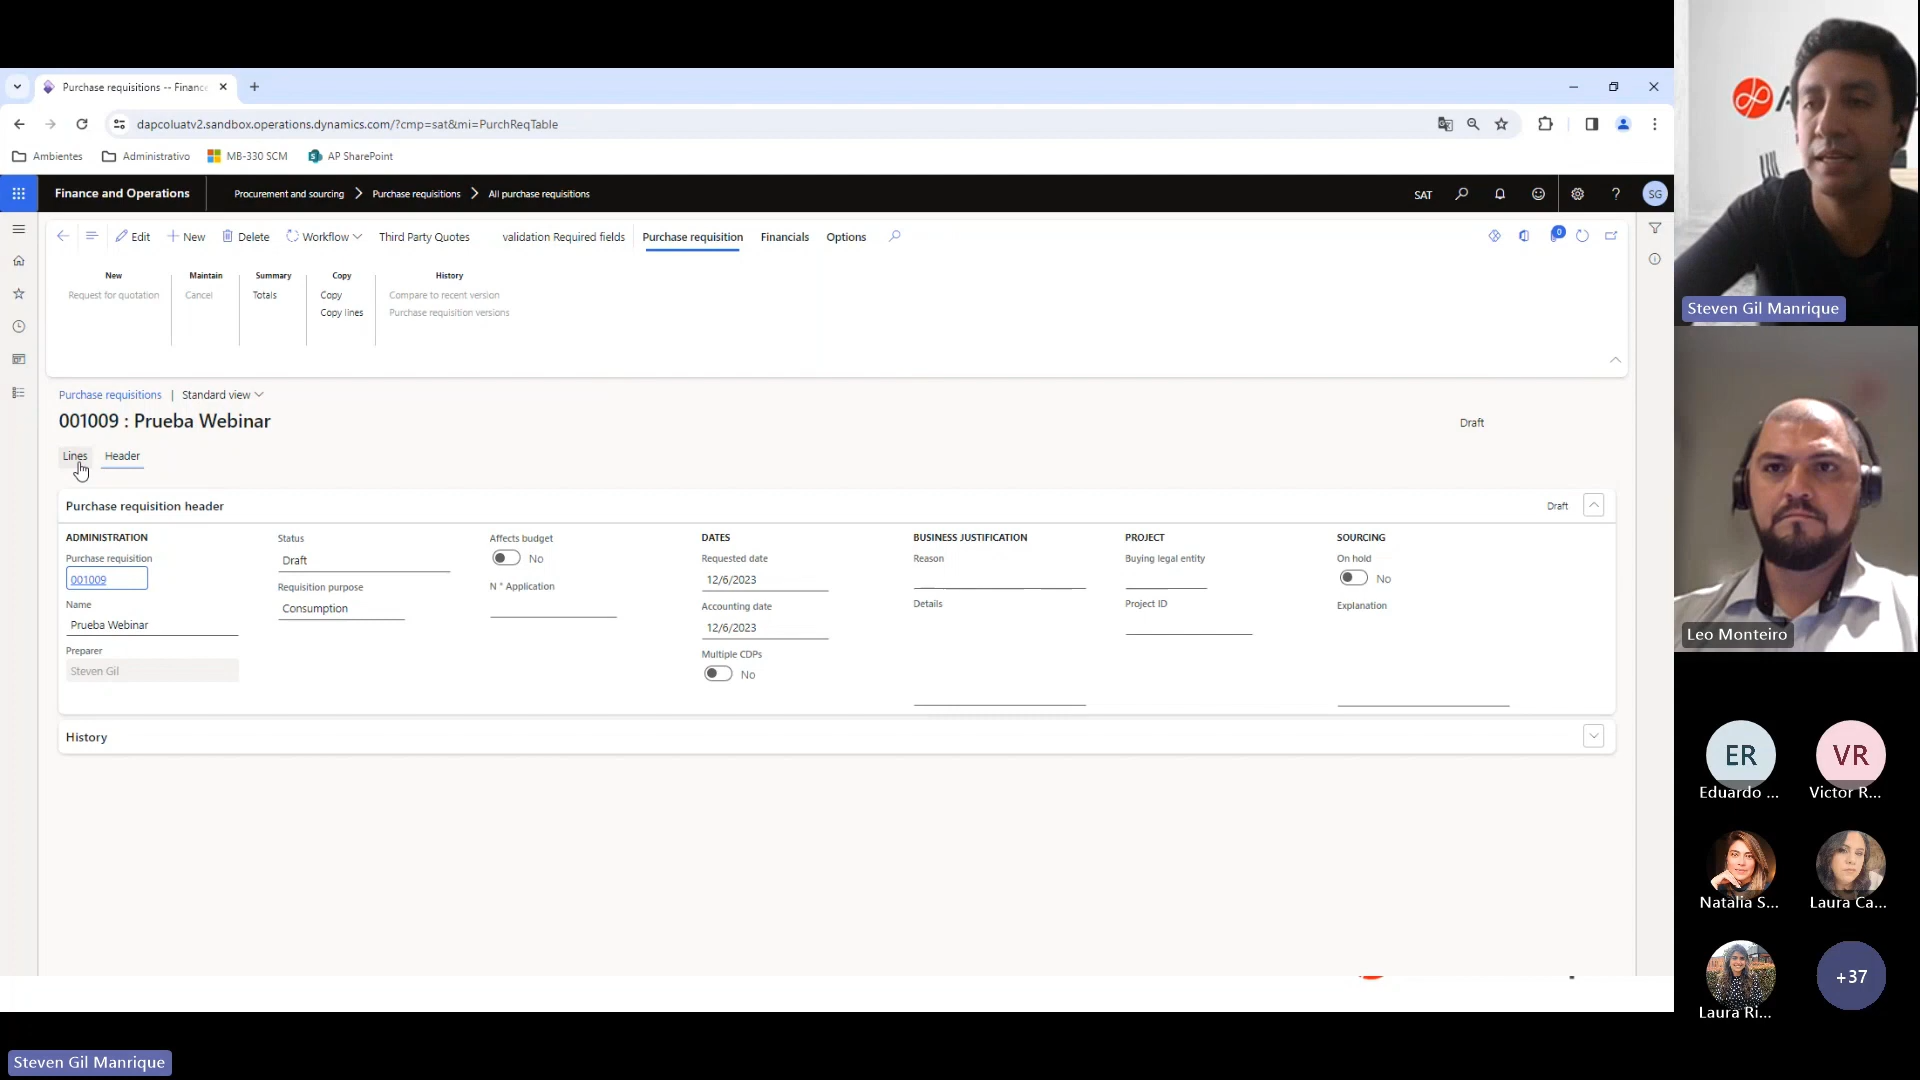 Purchase requisitions -- Financ
dapcoluatv2.sandbox.operations.dynamics.com/?cmp=sat&mi=PurchReqTable
Ambientes Administrativo MB-330 SCM AP SharePoint
Finance and Operations Procurement and sourcing Purchase requisitions All purchase requisitions SAT ? SG
Edit New Delete Workflow Third Party Quotes validation Required fields Purchase requisition Financials Options 0
New Maintain Summary Copy History
Request for quotation Cancel Totals Copy Compare to recent version
Copy lines Purchase requisition versions
Purchase requisitions | Standard view
001009 : Prueba Webinar
Draft
Lines Header
Purchase requisition header
Draft
ADMINISTRATION
Purchase requisition
001009
Name
Prueba Webinar
Preparer
Steven Gil
Status
Draft
Requisition purpose
Consumption
Affects budget
No
N° Application
DATES
Requested date
12/6/2023
Accounting date
12/6/2023
Multiple CDPs
No
BUSINESS JUSTIFICATION
Reason
Details
PROJECT
Buying legal entity
Project ID
SOURCING
On hold
No
Explanation
History
Steven Gil Manrique
Leo Monteiro
ER VR
Eduardo ... Victor R...
Natalia S... Laura Ca...
+37
Laura Ri...
Steven Gil Manrique